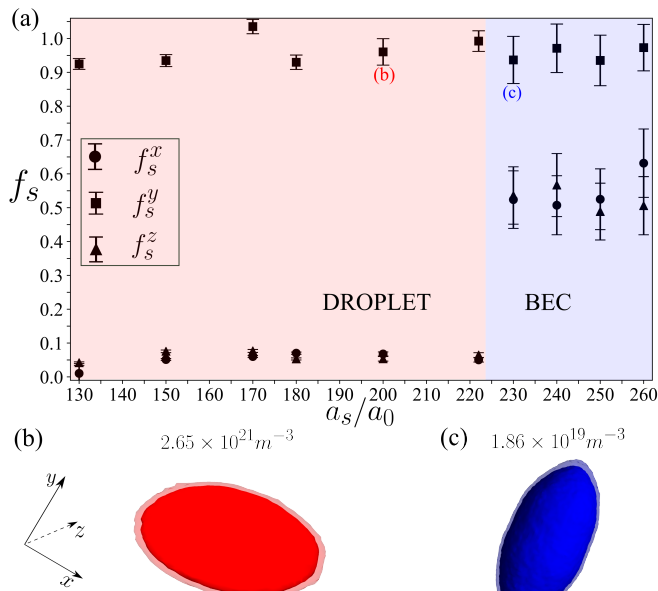 (a)
1.0
0.9
0.8
0.7
0.6
0.5
0.4
0.3
0.2
0.1
0.0
f_s
f_s^x
f_s^y
f_s^z
(b)
(c)
DROPLET BEC
130 140 150 160 170 180 190 200 210 220 230 240 250 260
a_s/a_0
(b) 2.65 × 10^{21}m^{-3} (c) 1.86 × 10^{19}m^{-3}
y
z
x